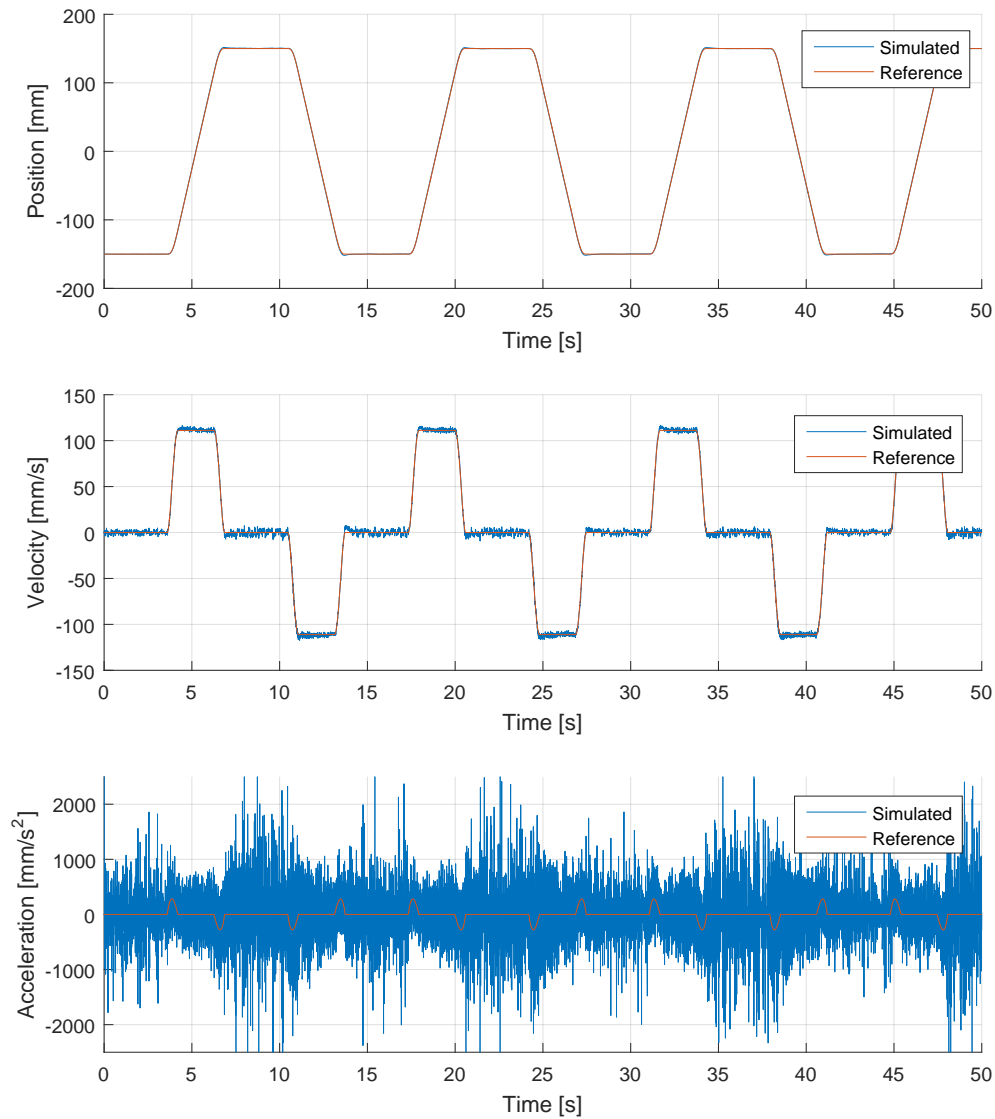 200
100
0
-100
-200
Position [mm]
Simulated
Reference
0 5 10 15 20 25 30 35 40 45 50
Time [s]
150
100
50
0
-50
-100
-150
Velocity [mm/s]
Simulated
Reference
0 5 10 15 20 25 30 35 40 45 50
Time [s]
2000
1000
0
-1000
-2000
Acceleration [mm/s²]
Simulated
Reference
0 5 10 15 20 25 30 35 40 45 50
Time [s]